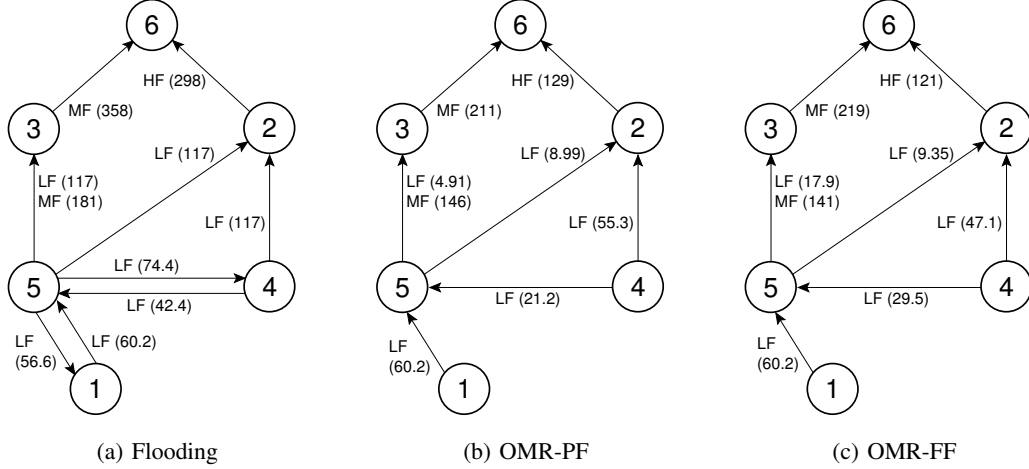 6
HF (298)
MF (358)
3
2
LF (117)
LF (117)
MF (181)
LF (117)
LF (74.4)
5
4
LF (42.4)
LF
(56.6)
LF (60.2)
1
(a) Flooding
6
HF (129)
MF (211)
3
2
LF (8.99)
LF (4.91)
MF (146)
LF (55.3)
5
4
LF (21.2)
LF
(60.2)
1
(b) OMR-PF
6
HF (121)
MF (219)
3
2
LF (9.35)
LF (17.9)
MF (141)
LF (47.1)
5
4
LF (29.5)
LF
(60.2)
1
(c) OMR-FF